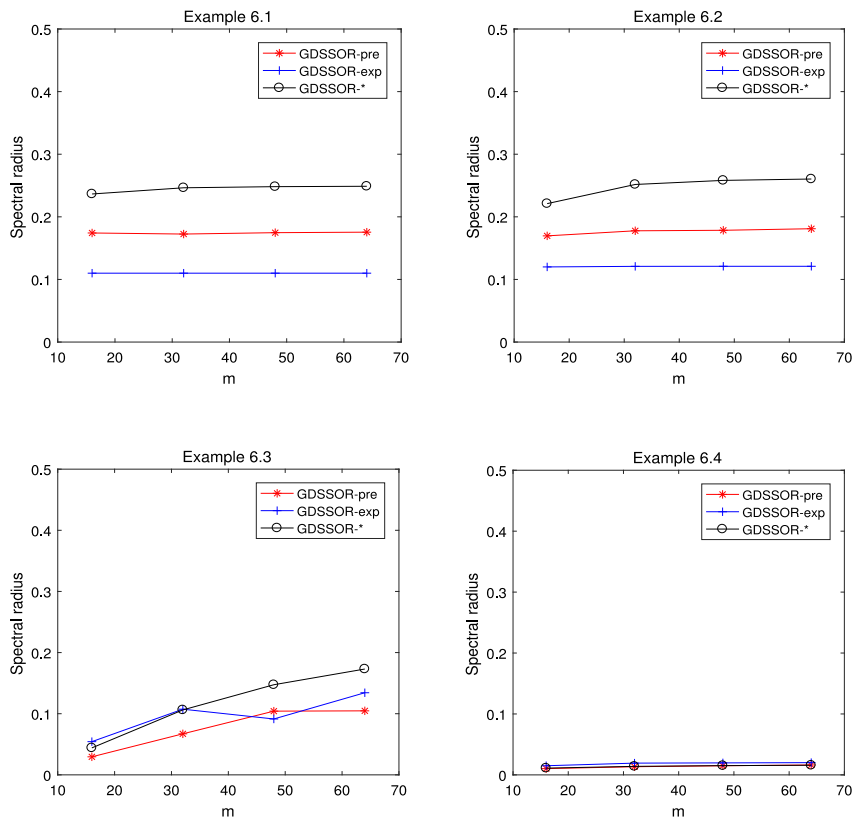 Example 6.1
0.5
0.4
0.3
0.2
0.1
0
Spectral radius
GDSSOR-pre
GDSSOR-exp
GDSSOR-*
10 20 30 40 50 60 70
m
Example 6.2
0.5
0.4
0.3
0.2
0.1
0
Spectral radius
GDSSOR-pre
GDSSOR-exp
GDSSOR-*
10 20 30 40 50 60 70
m
Example 6.3
0.5
0.4
0.3
0.2
0.1
0
Spectral radius
GDSSOR-pre
GDSSOR-exp
GDSSOR-*
10 20 30 40 50 60 70
m
Example 6.4
0.5
0.4
0.3
0.2
0.1
0
Spectral radius
GDSSOR-pre
GDSSOR-exp
GDSSOR-*
10 20 30 40 50 60 70
m